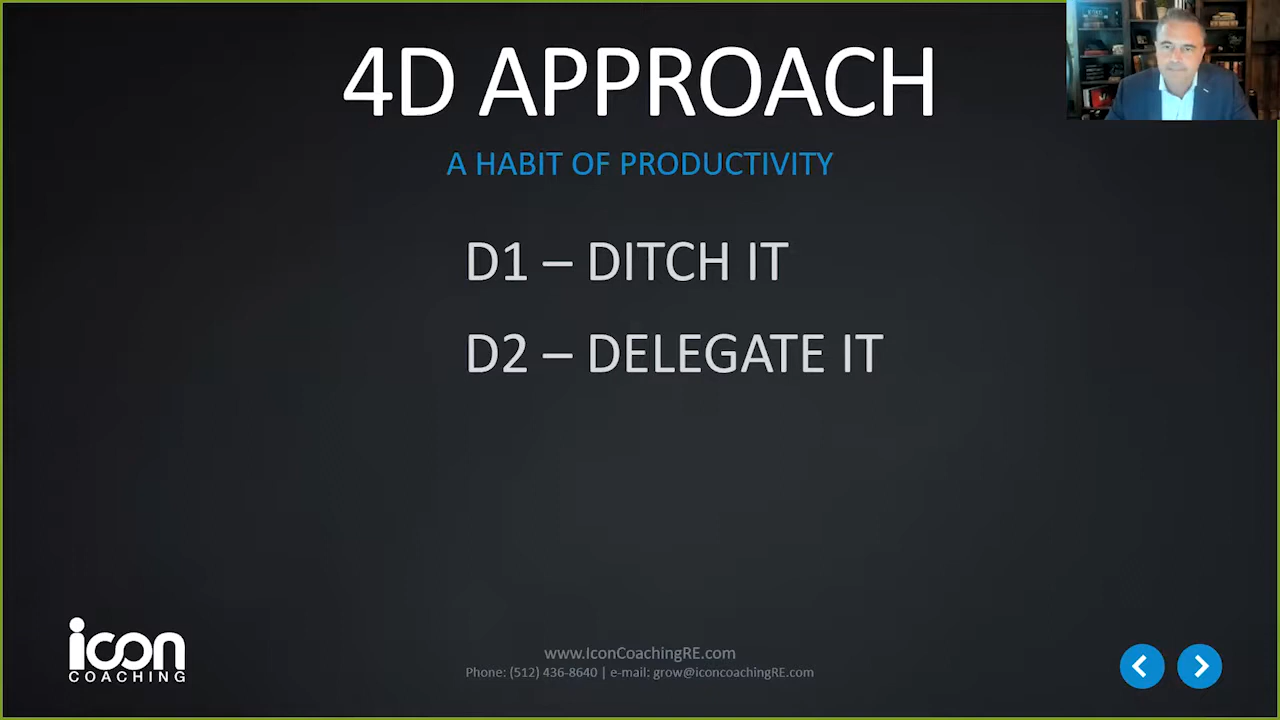 4D APPROACH
A HABIT OF PRODUCTIVITY
D1 – DITCH IT
D2 – DELEGATE IT
icon
COACHING
www.IconCoachingRE.com
Phone: (512) 436-8640 | e-mail: grow@iconcoachingRE.com